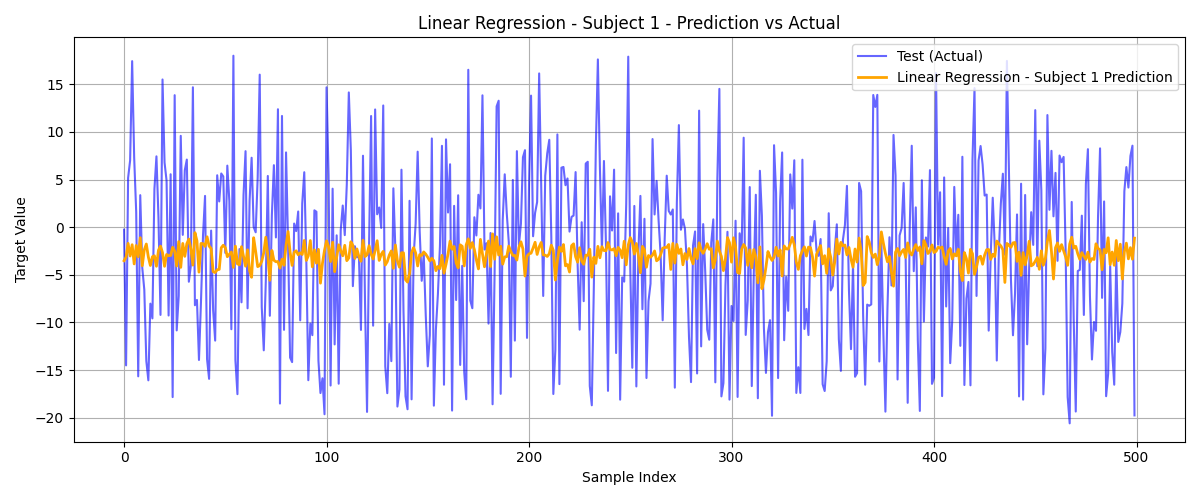 Linear Regression - Subject 1 - Prediction vs Actual
Test (Actual)
Linear Regression - Subject 1 Prediction
Target Value
15
10
5
0
−5
−10
−15
−20
0
100
200
300
400
500
Sample Index